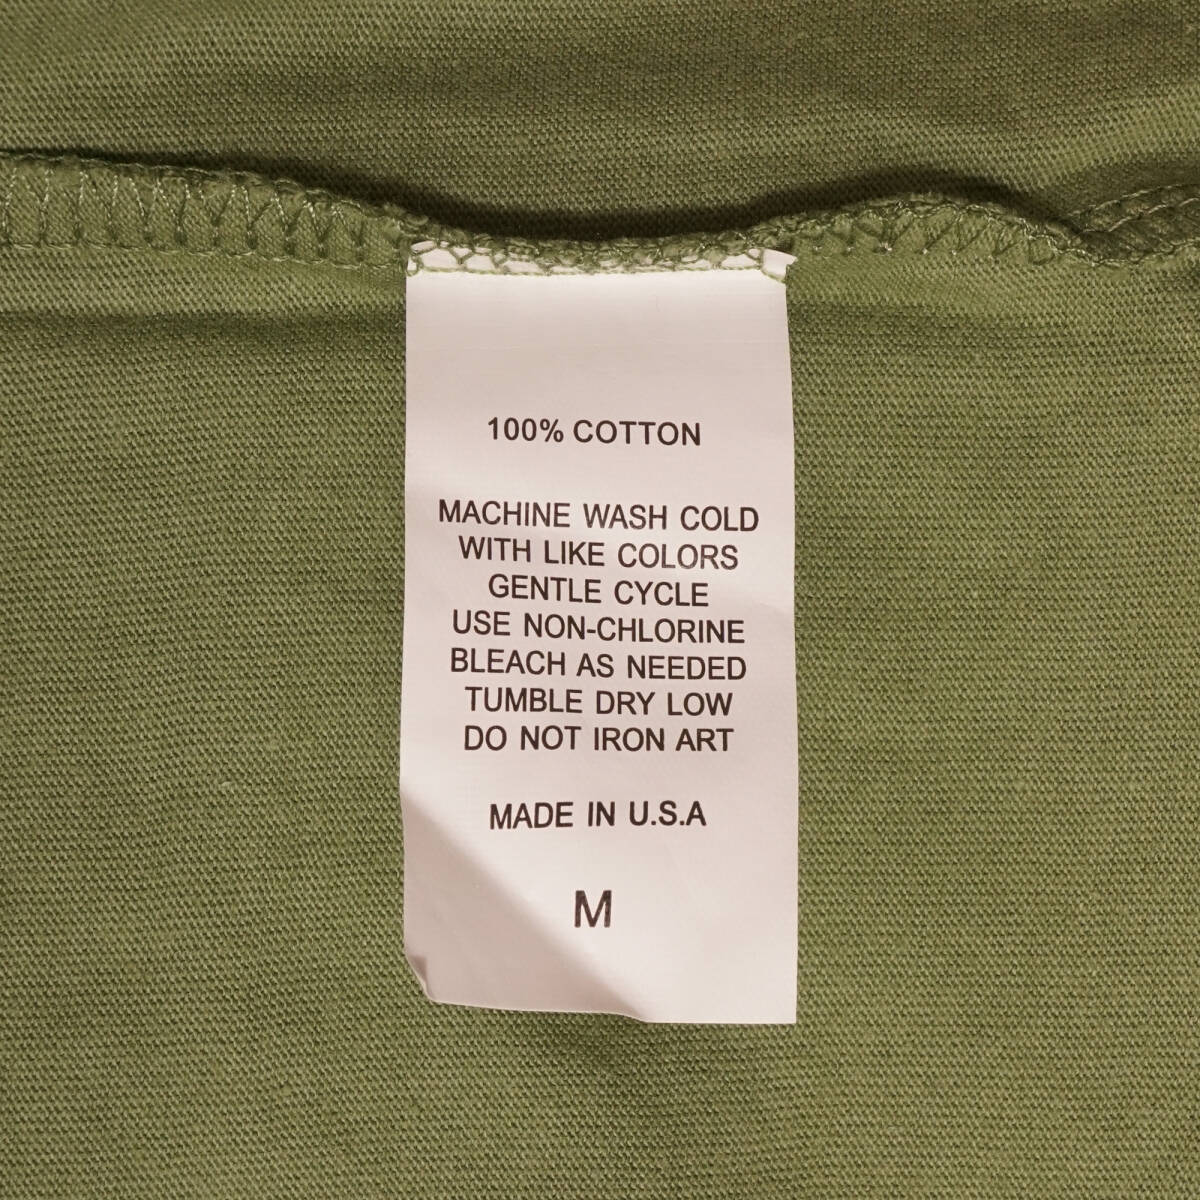 100% COTTON
MACHINE WASH COLD
WITH LIKE COLORS
GENTLE CYCLE
USE NON-CHLORINE
BLEACH AS NEEDED
TUMBLE DRY LOW
DO NOT IRON ART
MADE IN U.S.A
M